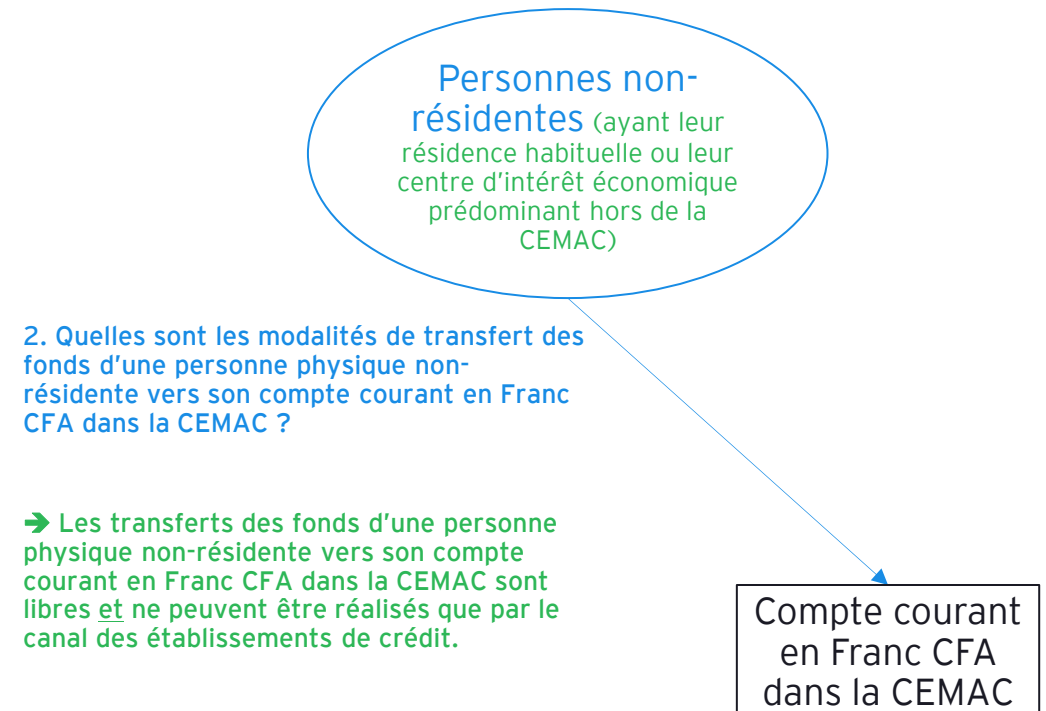 Personnes non-
résidentes (ayant leur
résidence habituelle ou leur
centre d’intérêt économique
prédominant hors de la
CEMAC)
2. Quelles sont les modalités de transfert des
fonds d’une personne physique non-
résidente vers son compte courant en Franc
CFA dans la CEMAC ?
➔ Les transferts des fonds d’une personne
physique non-résidente vers son compte
courant en Franc CFA dans la CEMAC sont
libres et ne peuvent être réalisés que par le
canal des établissements de crédit.
Compte courant
en Franc CFA
dans la CEMAC